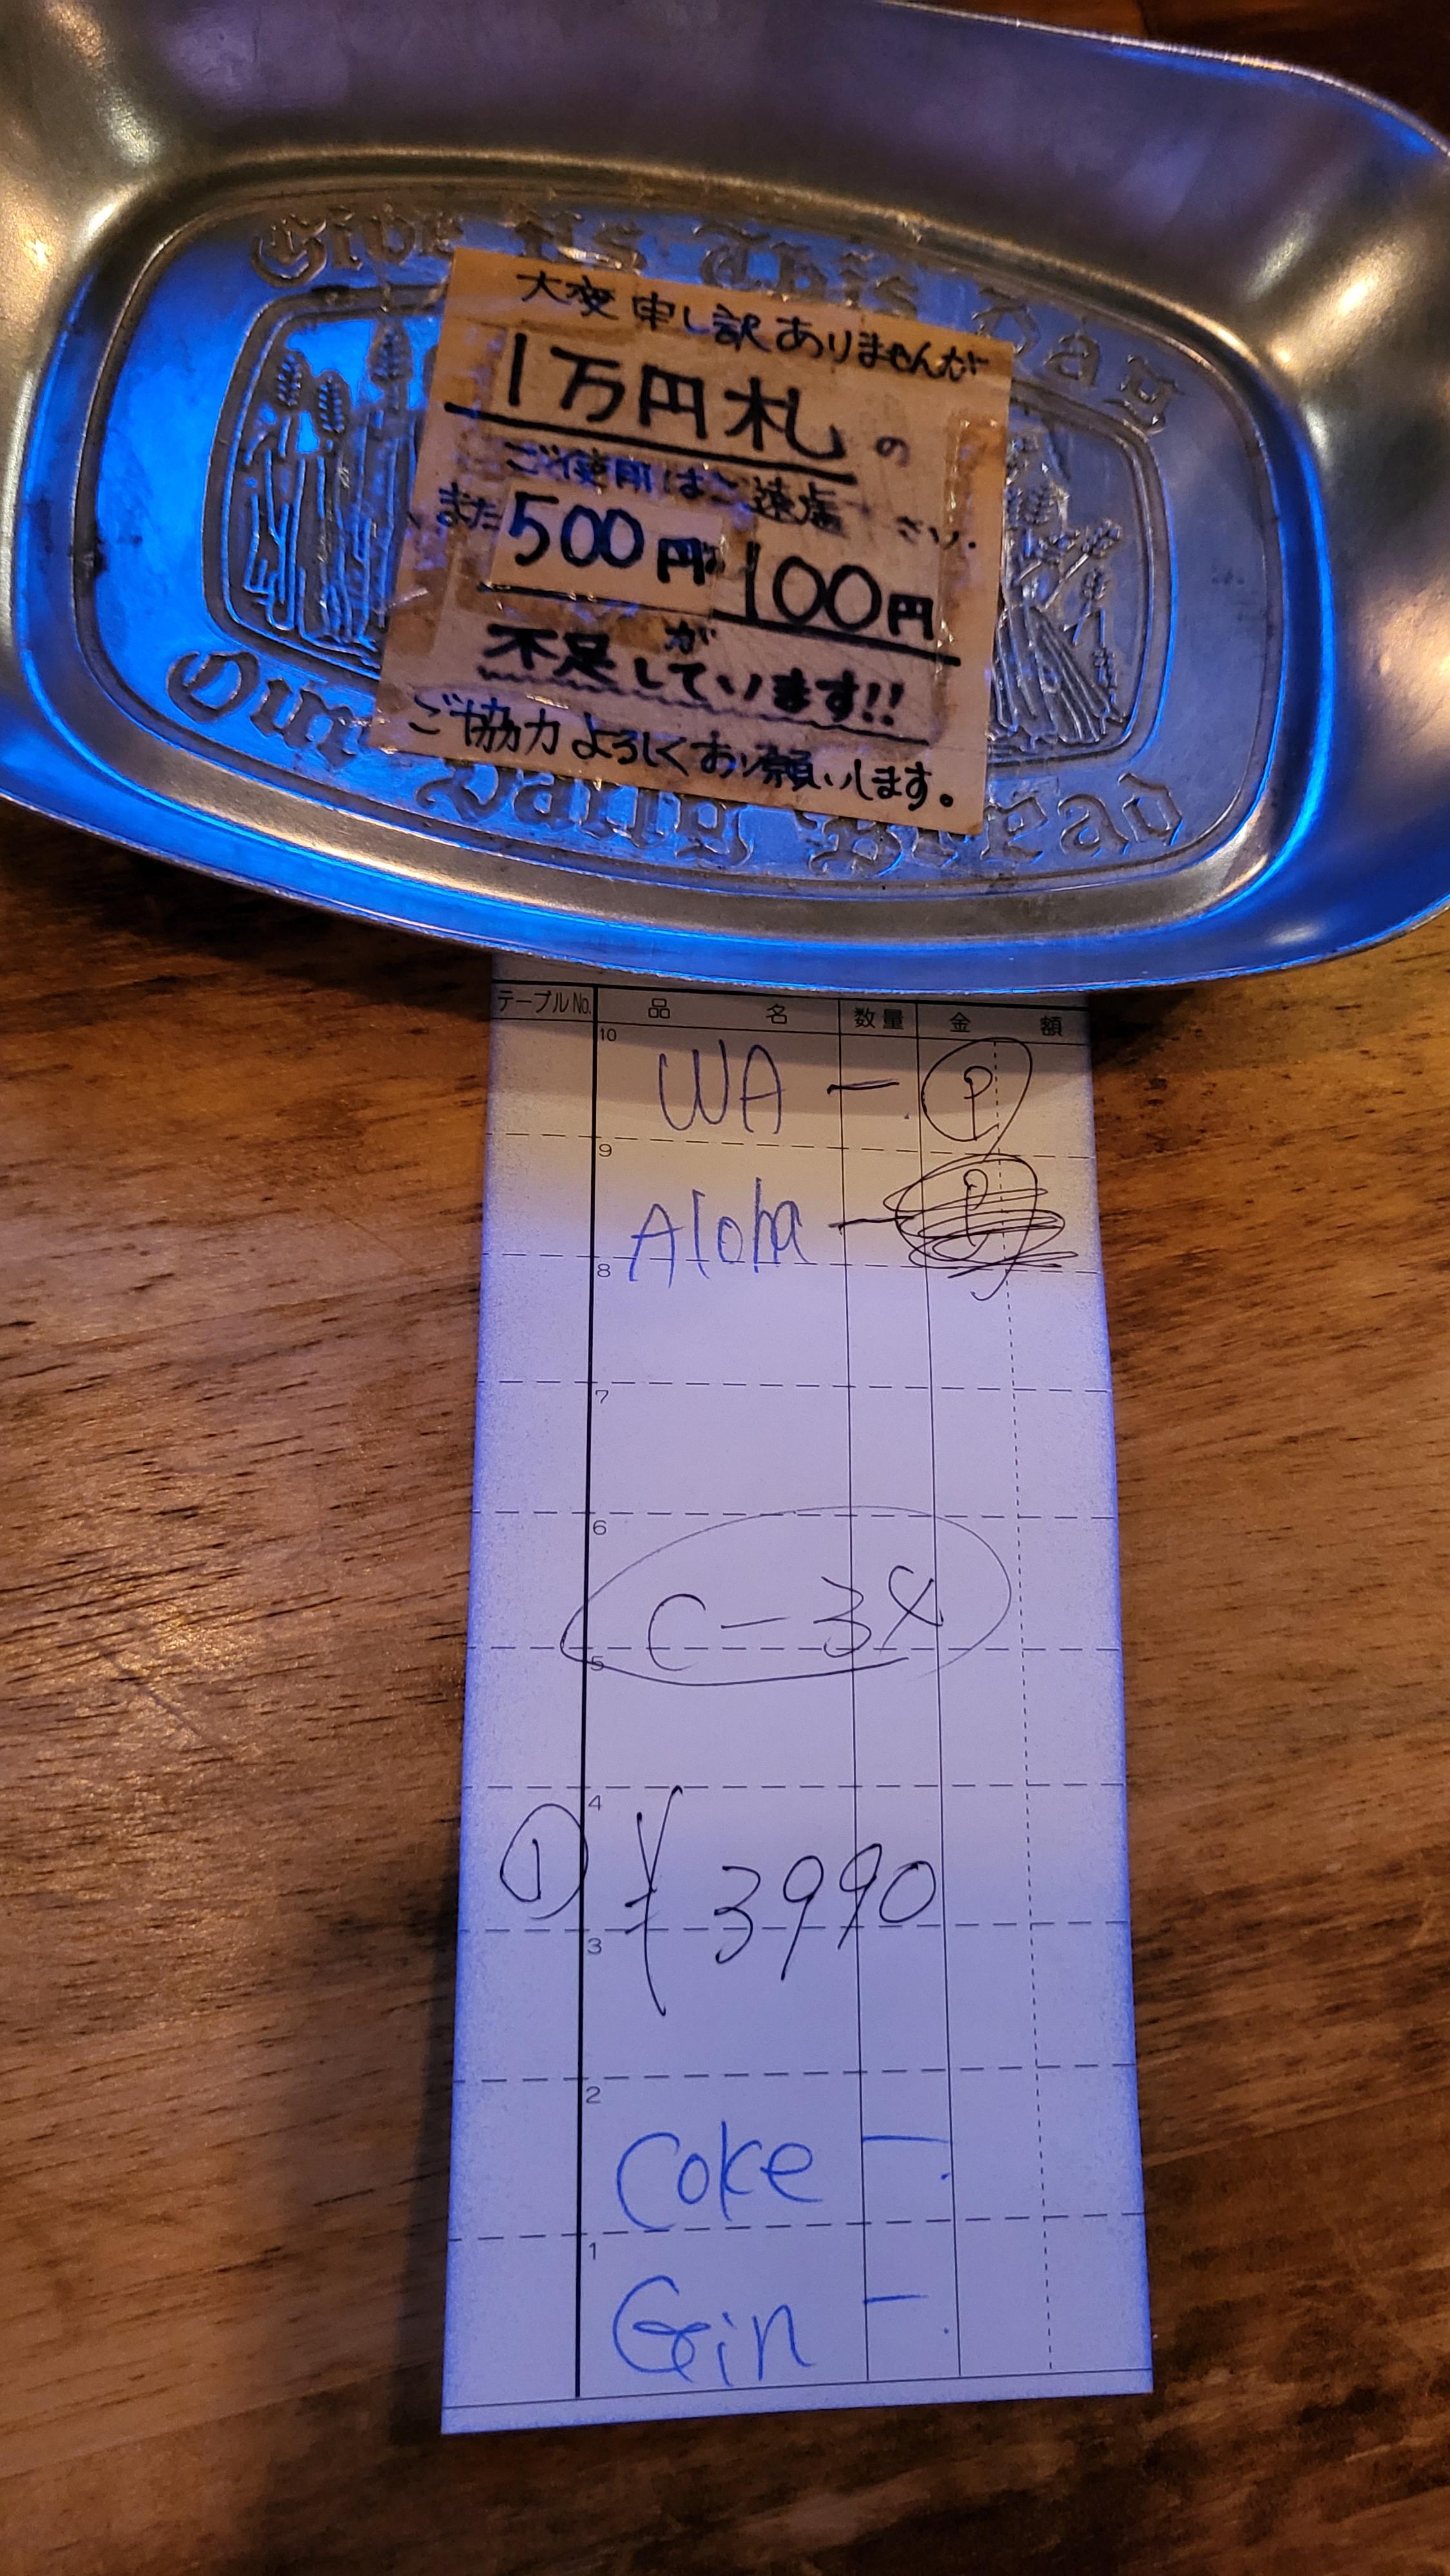 Give Us This Day
大変申し訳ありませんが
1万円札の
ご使用はご遠慮 さい.
また500円 100円
が
不足しています!!
ご協力よろしくお願いします。
Our Daily Bread
テーブルNo. 品名 数量 金額
10 WA — P
9 Aloha —
8
7
6
C-34
5
4
① ¥3990
3
2 Coke —
1 Gin —